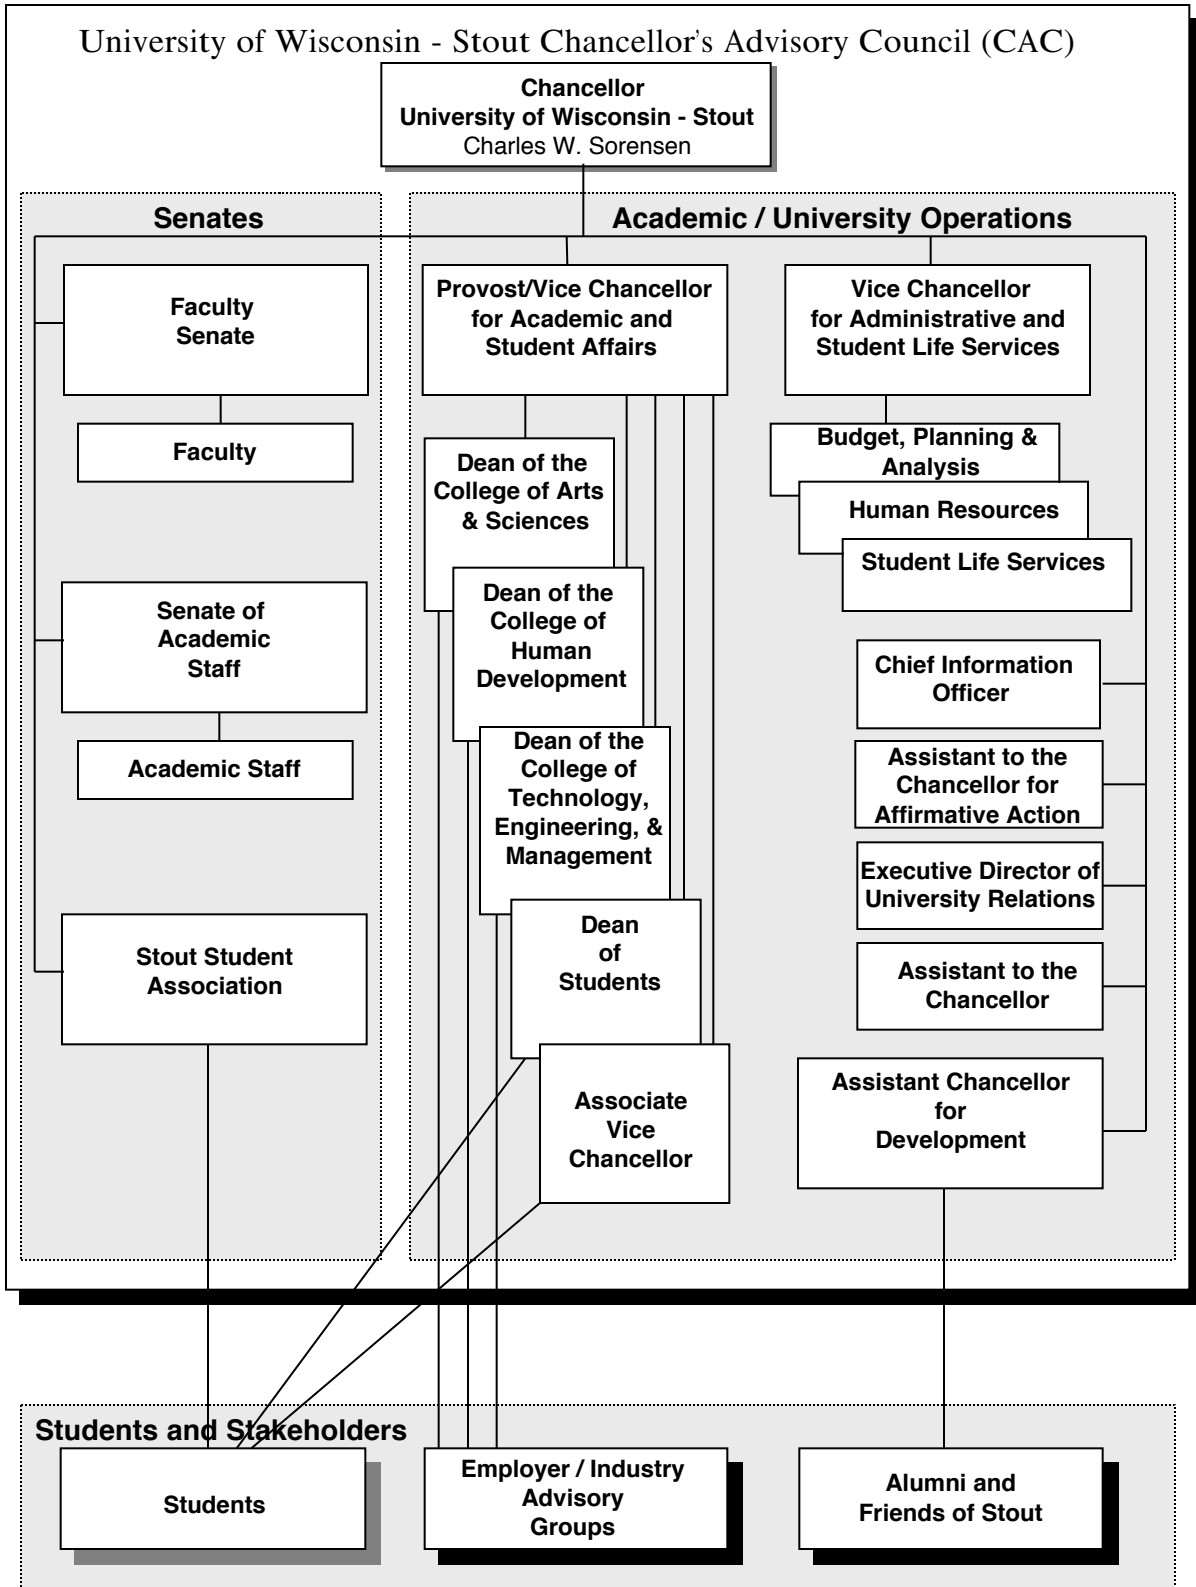 University of Wisconsin - Stout Chancellor's Advisory Council (CAC)
Chancellor
University of Wisconsin - Stout
Charles W. Sorensen
Senates
Faculty
Senate
Faculty
Senate of
Academic
Staff
Academic Staff
Stout Student
Association
Academic / University Operations
Provost/Vice Chancellor
for Academic and
Student Affairs
Dean of the
College of Arts
& Sciences
Dean of the
College of
Human
Development
Dean of the
College of
Technology,
Engineering, &
Management
Dean
of
Students
Associate
Vice
Chancellor
Vice Chancellor
for Administrative and
Student Life Services
Budget, Planning &
Analysis
Human Resources
Student Life Services
Chief Information
Officer
Assistant to the
Chancellor for
Affirmative Action
Executive Director of
University Relations
Assistant to the
Chancellor
Assistant Chancellor
for
Development
Students and Stakeholders
Students
Employer / Industry
Advisory
Groups
Alumni and
Friends of Stout